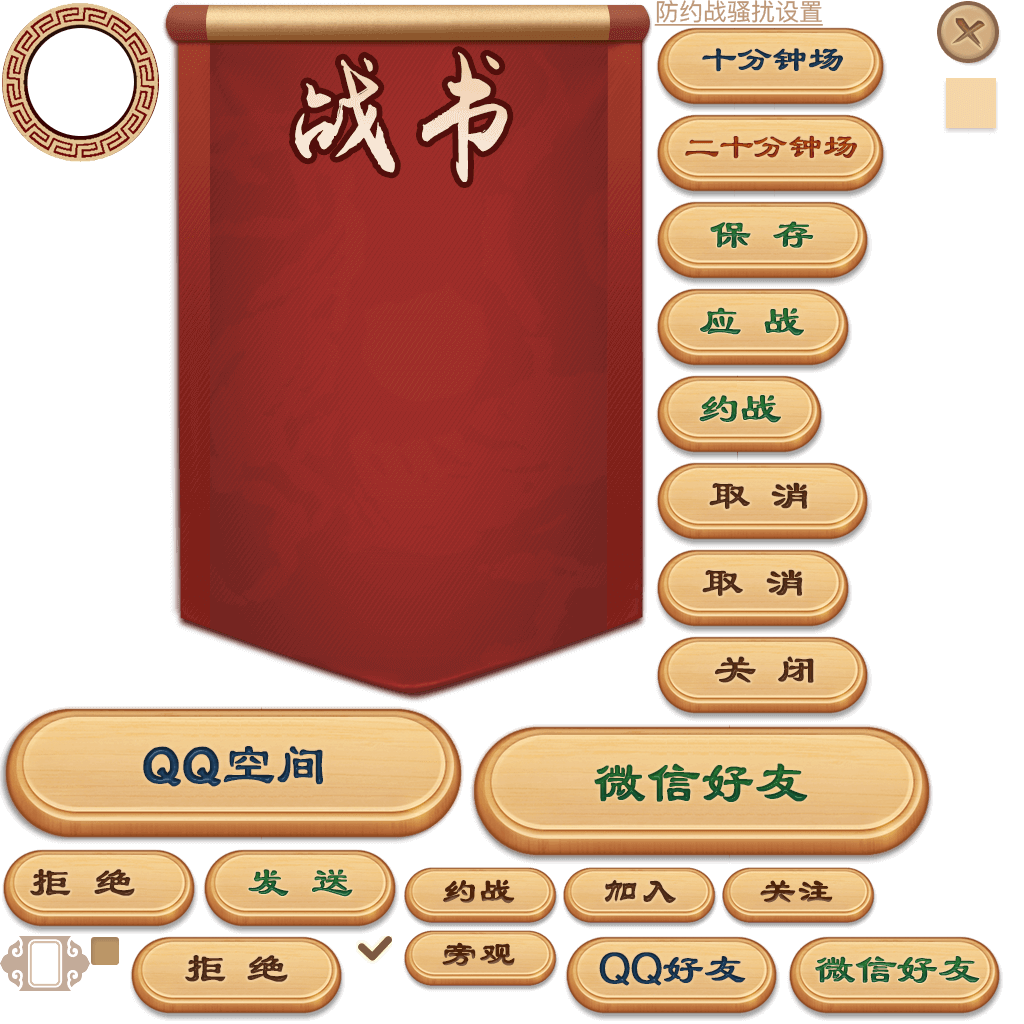 防约战骚扰设置
战书
十分钟场
二十分钟场
保存
应战
约战
取消
取消
关闭
QQ空间
微信好友
拒绝
发送
约战
加入
关注
拒绝
旁观
QQ好友
微信好友